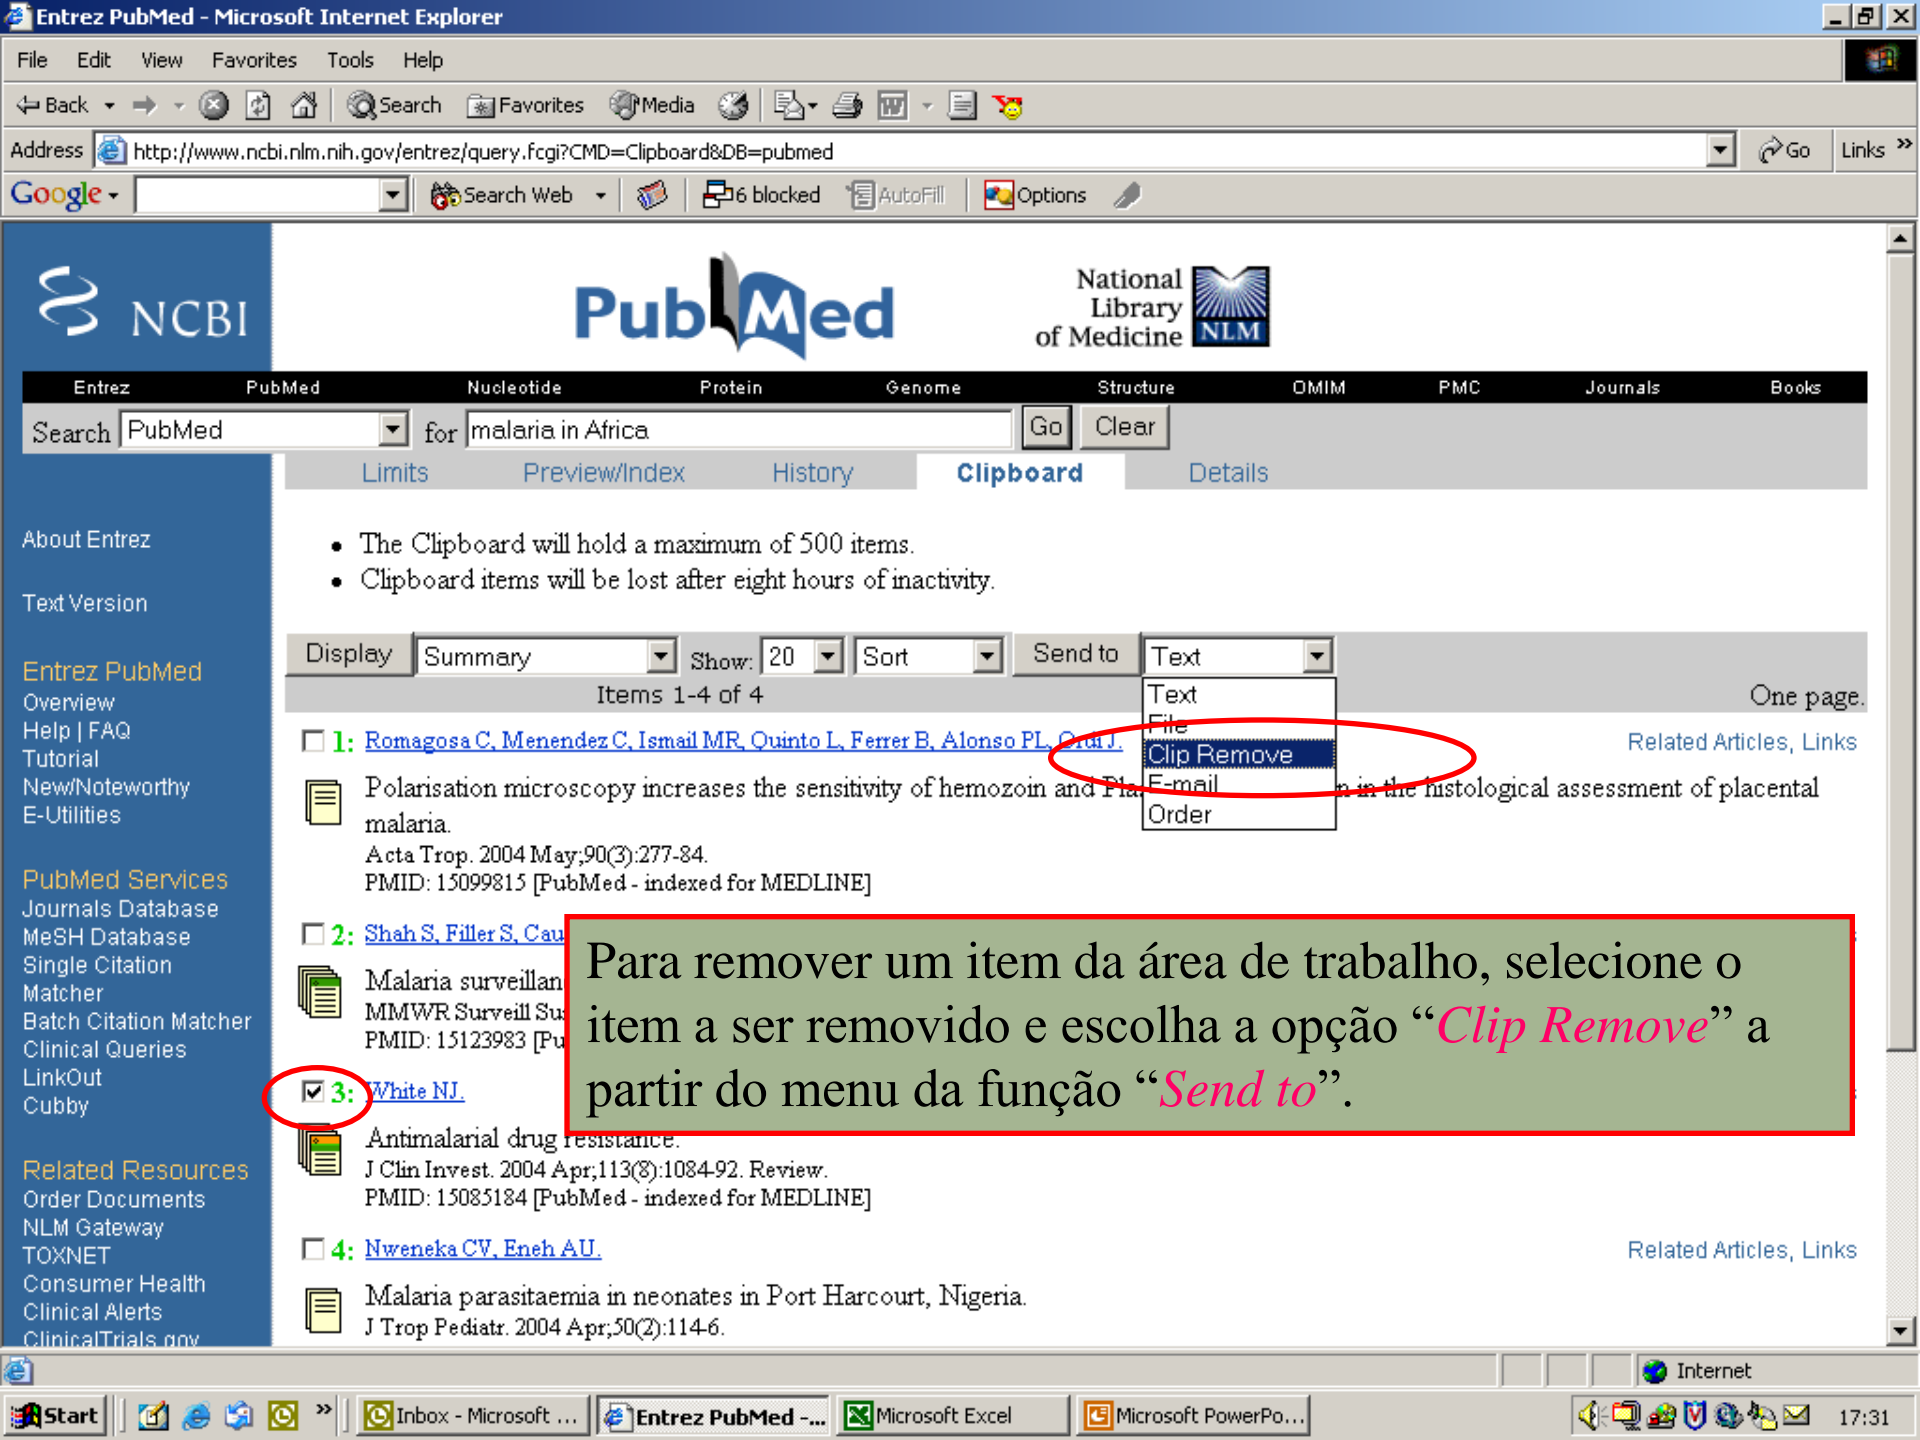 Entrez PubMed - Microsoft Internet Explorer
File Edit View Favorites Tools Help
Back Search Favorites Media
Address http://www.ncbi.nlm.nih.gov/entrez/query.fcgi?CMD=Clipboard&DB=pubmed Go Links »
Google Search Web 6 blocked AutoFill Options
NCBI PubMed National Library of Medicine NLM
Entrez PubMed Nucleotide Protein Genome Structure OMIM PMC Journals Books
Search PubMed for malaria in Africa Go Clear
Limits Preview/Index History Clipboard Details
About Entrez
Text Version
Entrez PubMed
Overview
Help | FAQ
Tutorial
New/Noteworthy
E-Utilities
PubMed Services
Journals Database
MeSH Database
Single Citation
Matcher
Batch Citation Matcher
Clinical Queries
LinkOut
Cubby
Related Resources
Order Documents
NLM Gateway
TOXNET
Consumer Health
Clinical Alerts
ClinicalTrials.gov
• The Clipboard will hold a maximum of 500 items.
• Clipboard items will be lost after eight hours of inactivity.
Display Summary Show: 20 Sort Send to Text
Items 1-4 of 4 One page.
Text
File
Clip Remove
E-mail
Order
1: Romagosa C, Menendez C, Ismail MR, Quinto L, Ferrer B, Alonso PL, Ordi J. Related Articles, Links
Polarisation microscopy increases the sensitivity of hemozoin and in the histological assessment of placental
malaria.
Acta Trop. 2004 May;90(3):277-84.
PMID: 15099815 [PubMed - indexed for MEDLINE]
2: Shah S, Filler S,
Malaria
MMWR Surveill
PMID: 15123983
3: White NJ.
Antimalarial drug resistance.
J Clin Invest. 2004 Apr;113(8):1084-92. Review.
PMID: 15085184 [PubMed - indexed for MEDLINE]
4: Nweneka CV, Eneh AU. Related Articles, Links
Malaria parasitaemia in neonates in Port Harcourt, Nigeria.
J Trop Pediatr. 2004 Apr;50(2):114-6.
Para remover um item da área de trabalho, selecione o
item a ser removido e escolha a opção “Clip Remove” a
partir do menu da função “Send to”.
Internet
Start » Inbox - Microsoft ... Entrez PubMed -... Microsoft Excel Microsoft PowerPo... 17:31